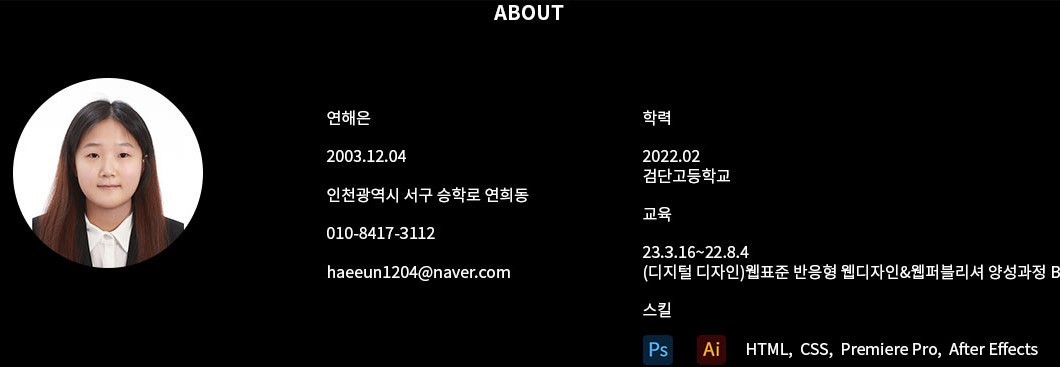 ABOUT
연해은
2003.12.04
인천광역시 서구 승학로 연희동
010-8417-3112
haeeun1204@naver.com
학력
2022.02
검단고등학교
교육
23.3.16~22.8.4
(디지털 디자인)웹표준 반응형 웹디자인&웹퍼블리셔 양성과정 B
스킬
Ps Ai HTML, CSS, Premiere Pro, After Effects